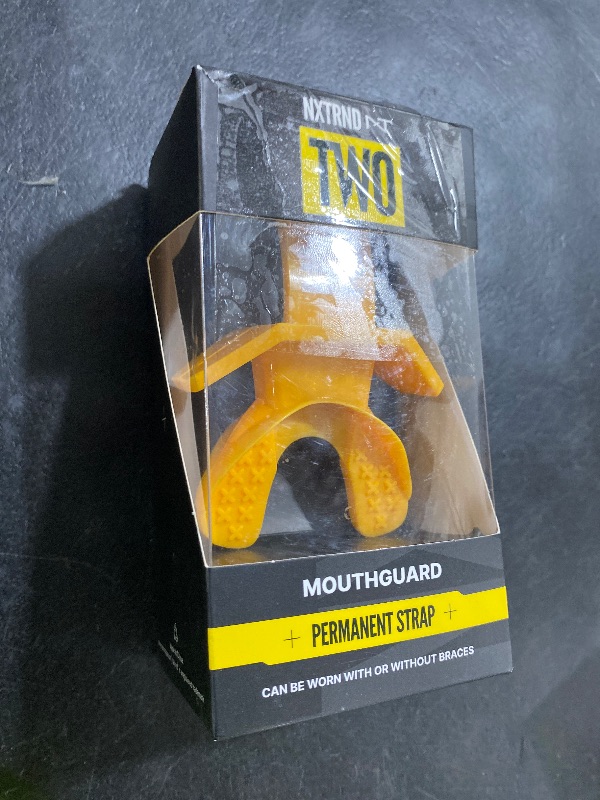 NXTRND
TWO
MOUTHGUARD
PERMANENT STRAP
CAN BE WORN WITH OR WITHOUT BRACES